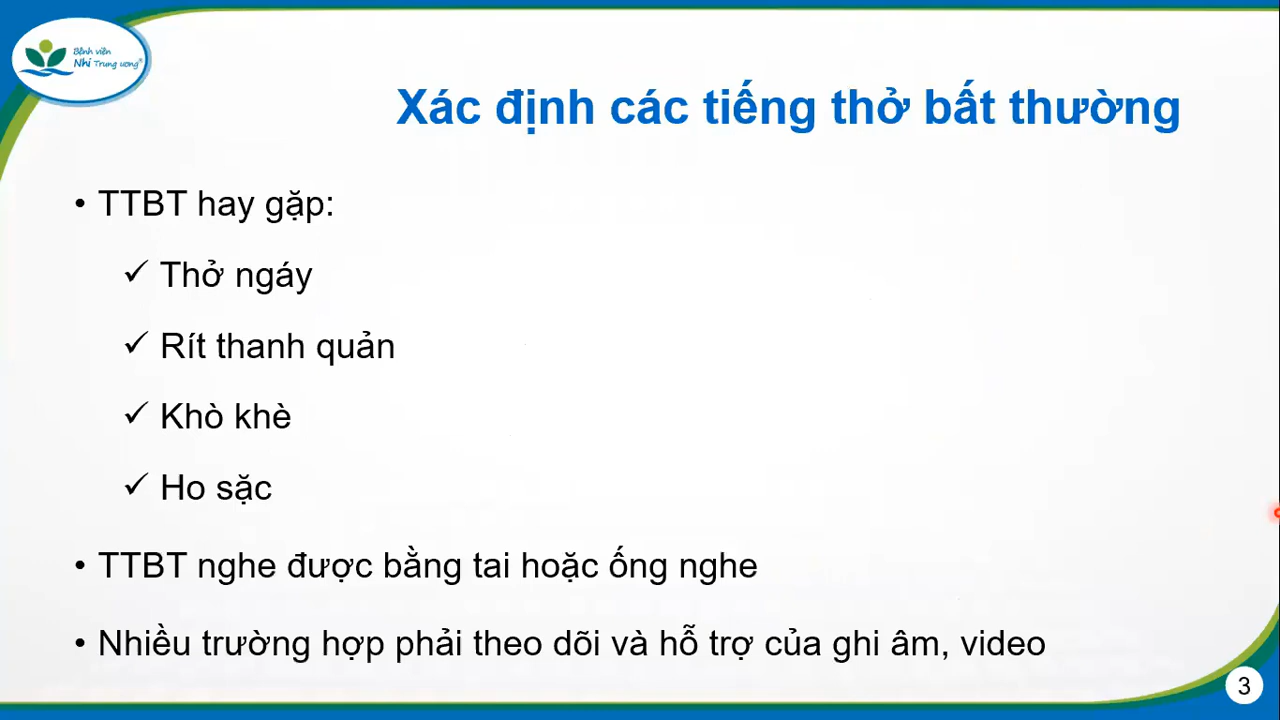 Bệnh viện
Nhi Trung ương®
Xác định các tiếng thở bất thường
• TTBT hay gặp:
✓ Thở ngáy
✓ Rít thanh quản
✓ Khò khè
✓ Ho sặc
• TTBT nghe được bằng tai hoặc ống nghe
• Nhiều trường hợp phải theo dõi và hỗ trợ của ghi âm, video
3